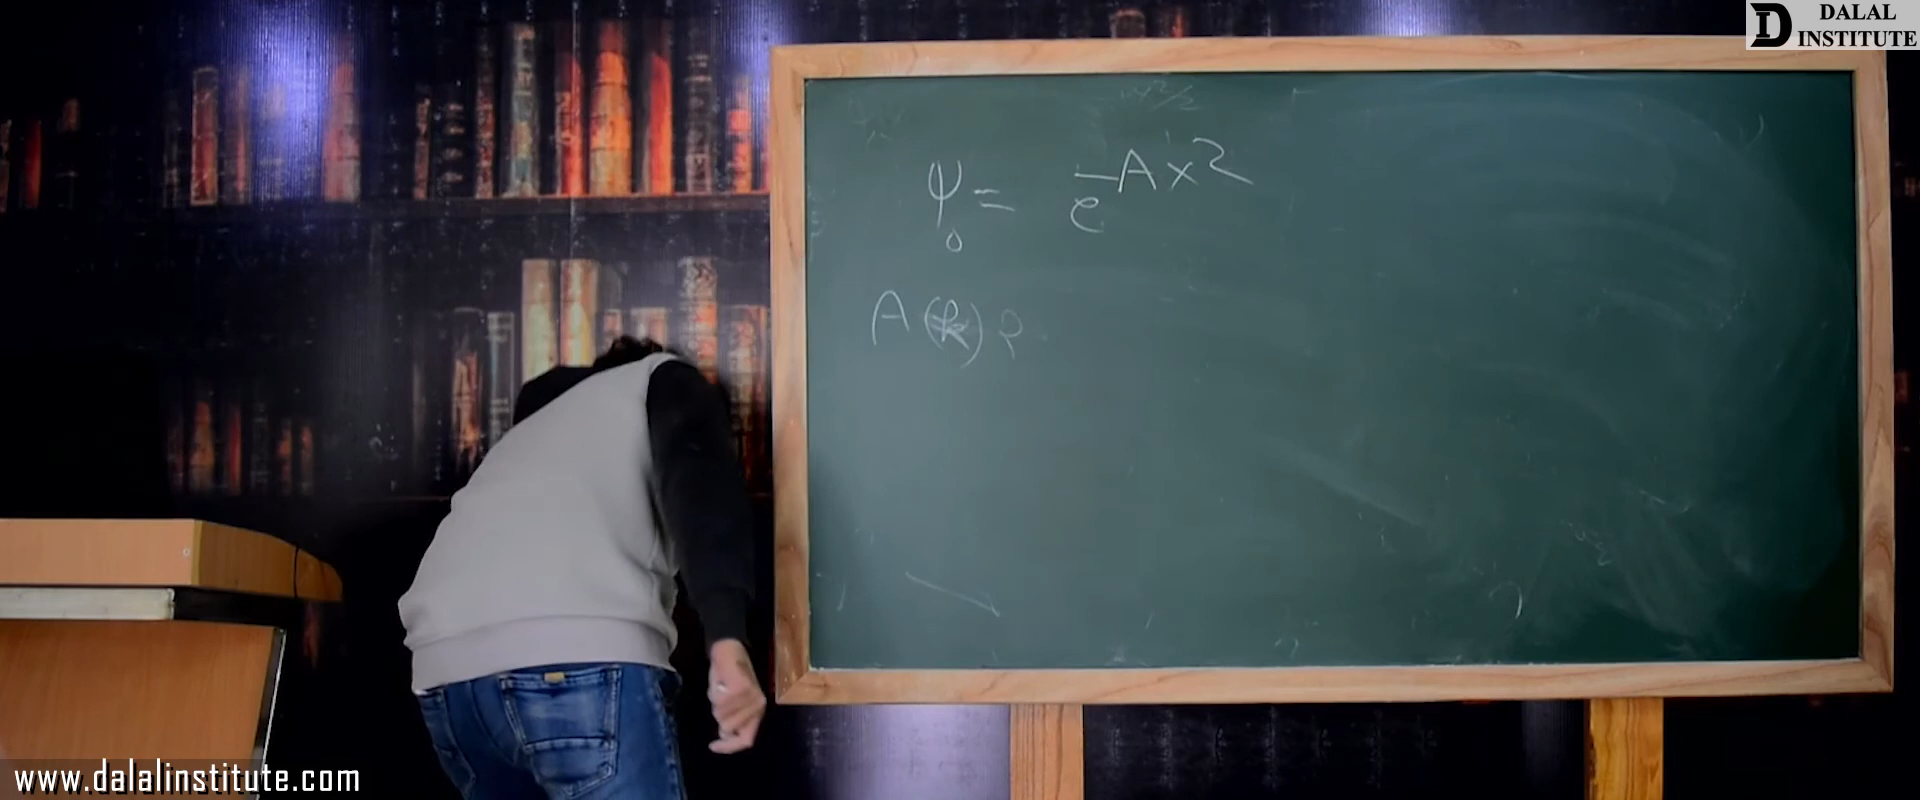 DALAL
INSTITUTE
ψ₀ = e^-Ax²
A(k) ?
www.dalalinstitute.com